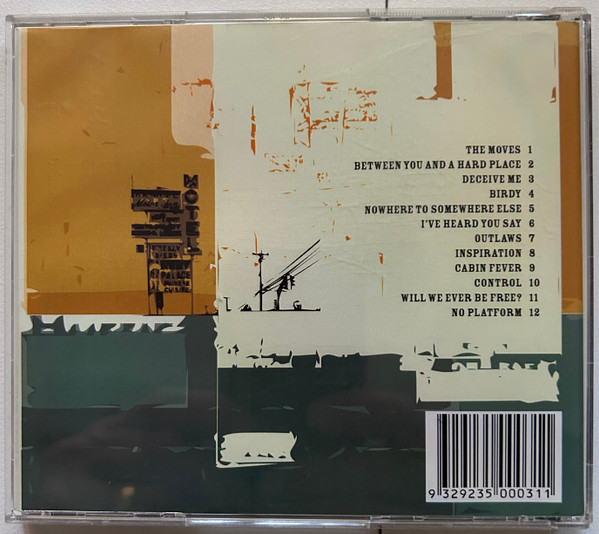 THE MOVES 1
BETWEEN YOU AND A HARD PLACE 2
DECEIVE ME 3
BIRDY 4
NOWHERE TO SOMEWHERE ELSE 5
I'VE HEARD YOU SAY 6
OUTLAWS 7
INSPIRATION 8
CABIN FEVER 9
CONTROL 10
WILL WE EVER BE FREE? 11
NO PLATFORM 12
MOTEL
9 329235 000311